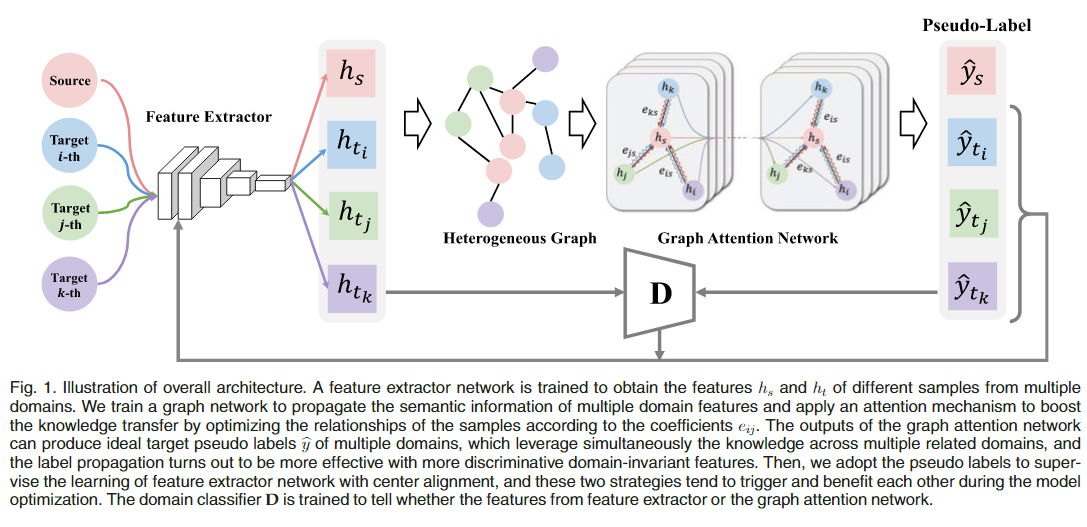 Pseudo-Label
Source
Target
i-th
Target
j-th
Target
k-th
Feature Extractor
h_s
h_{t_i}
h_{t_j}
h_{t_k}
Heterogeneous Graph
h_k
e_{ks}
e_{is}
h_s
e_{js}
e_{is}
h_j
h_i
h_k
e_{is}
h_s
e_{is}
e_{ks}
h_j
h_i
Graph Attention Network
ŷ_s
ŷ_{t_i}
ŷ_{t_j}
ŷ_{t_k}
D
Fig. 1. Illustration of overall architecture. A feature extractor network is trained to obtain the features h_s and h_t of different samples from multiple
domains. We train a graph network to propagate the semantic information of multiple domain features and apply an attention mechanism to boost
the knowledge transfer by optimizing the relationships of the samples according to the coefficients e_{ij}. The outputs of the graph attention network
can produce ideal target pseudo labels ŷ of multiple domains, which leverage simultaneously the knowledge across multiple related domains, and
the label propagation turns out to be more effective with more discriminative domain-invariant features. Then, we adopt the pseudo labels to super-
vise the learning of feature extractor network with center alignment, and these two strategies tend to trigger and benefit each other during the model
optimization. The domain classifier D is trained to tell whether the features from feature extractor or the graph attention network.